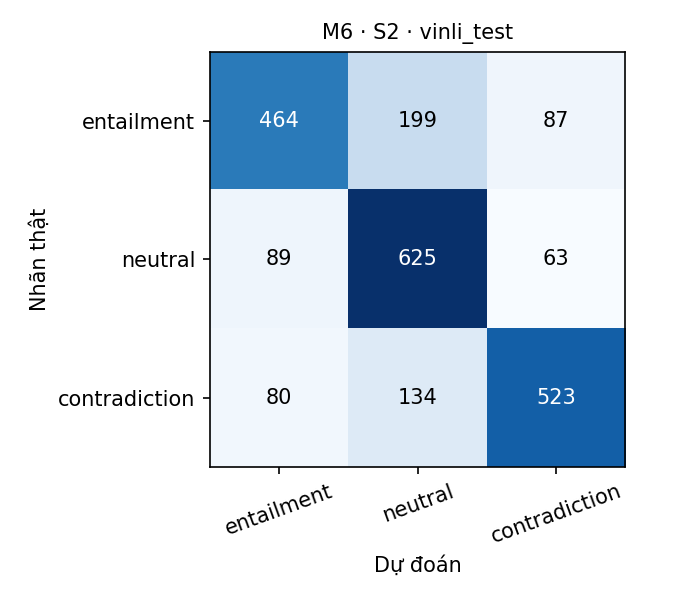 M6 · S2 · vinli_test
Nhãn thật
entailment 464 199 87
neutral 89 625 63
contradiction 80 134 523
entailment neutral contradiction
Dự đoán